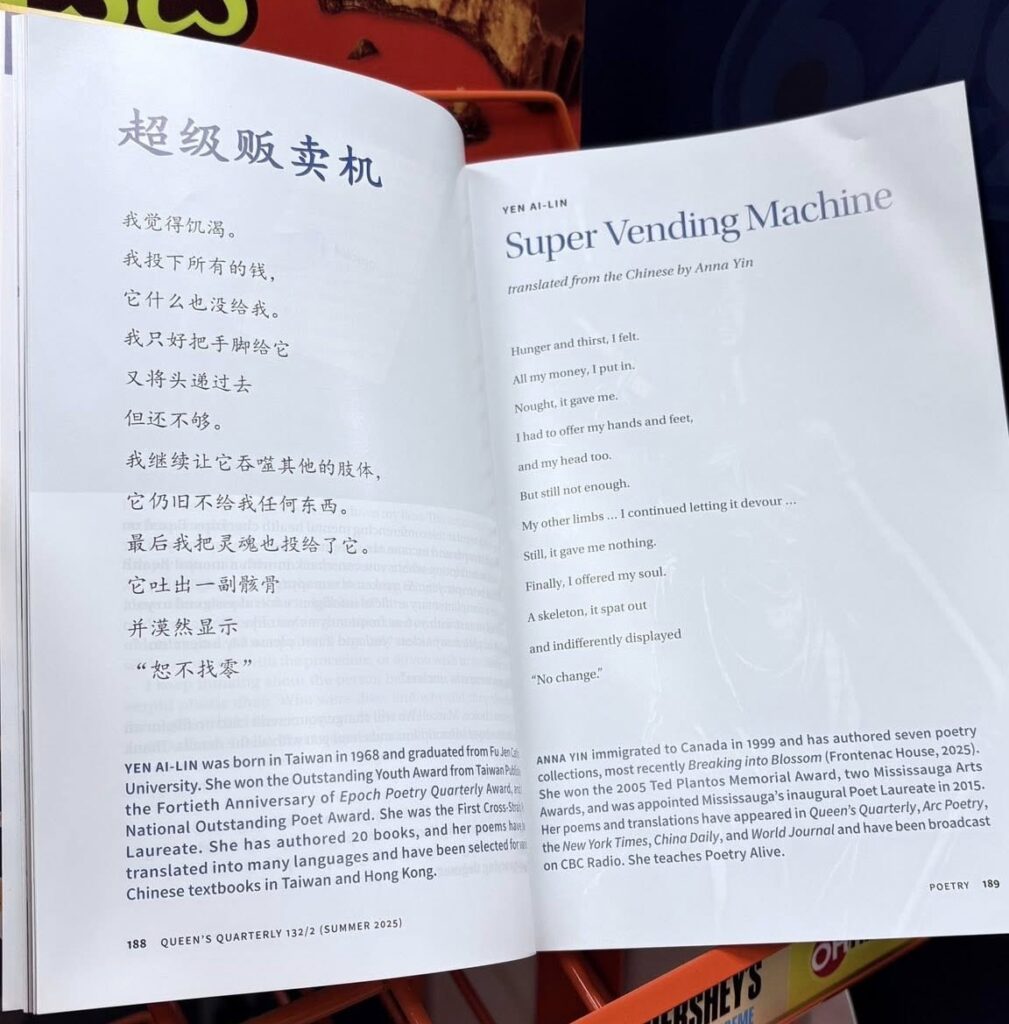 超级贩卖机
我觉得饥渴。
我投下所有的钱，
它什么也没给我。
我只好把手脚给它
又将头递过去
但还不够。
我继续让它吞噬其他的肢体，
它仍旧不给我任何东西。
最后我把灵魂也投给了它。
它吐出一副骸骨
并漠然显示
“恕不找零”
YEN AI-LIN was born in Taiwan in 1968 and graduated from Fu Jen
University. She won the Outstanding Youth Award from Taiwan
the Fortieth Anniversary of Epoch Poetry Quarterly Award,
National Outstanding Poet Award. She was the First
Laureate. She has authored 20 books, and her poems have
translated into many languages and have been selected for
Chinese textbooks in Taiwan and Hong Kong.
188 QUEEN'S QUARTERLY 132/2 (SUMMER 2025)
YEN AI-LIN
Super Vending Machine
translated from the Chinese by Anna Yin
Hunger and thirst, I felt.
All my money, I put in.
Nought, it gave me.
I had to offer my hands and feet,
and my head too.
But still not enough.
My other limbs ... I continued letting it devour ...
Still, it gave me nothing.
Finally, I offered my soul.
A skeleton, it spat out
and indifferently displayed
“No change.”
ANNA YIN immigrated to Canada in 1999 and has authored seven poetry
collections, most recently Breaking into Blossom (Frontenac House, 2025).
She won the 2005 Ted Plantos Memorial Award, two Mississauga Arts
Awards, and was appointed Mississauga's inaugural Poet Laureate in 2015.
Her poems and translations have appeared in Queen's Quarterly, Arc Poetry,
the New York Times, China Daily, and World Journal and have been broadcast
on CBC Radio. She teaches Poetry Alive.
POETRY 189
HERSHEY'S